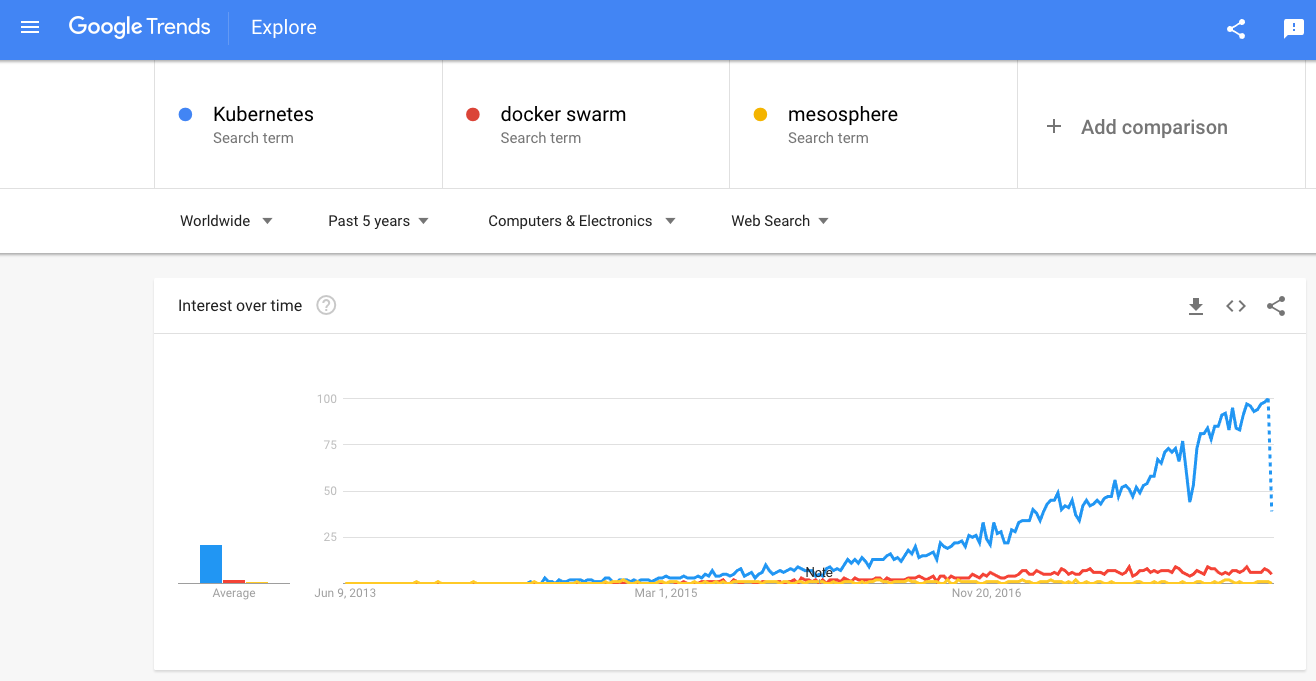 Google Trends Explore
Kubernetes
Search term
docker swarm
Search term
mesosphere
Search term
+ Add comparison
Worldwide Past 5 years Computers & Electronics Web Search
Interest over time ?
100
75
50
25
Note
Average
Jun 9, 2013 Mar 1, 2015 Nov 20, 2016